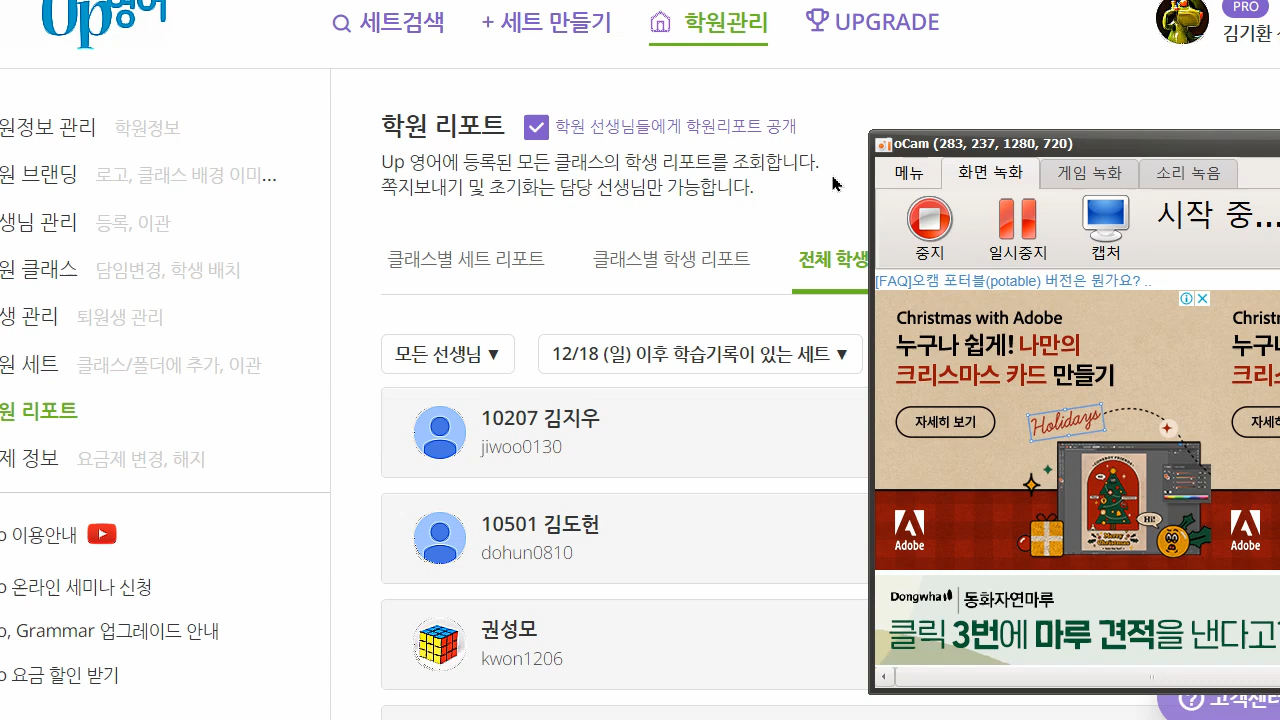 Up영어
세트검색
+ 세트 만들기
학원관리
UPGRADE
PRO
김기환
원정보 관리 학원정보
원 브랜딩 로고, 클래스 배경 이미...
생님 관리 등록, 이관
원 클래스 담임변경, 학생 배치
생 관리 퇴원생 관리
원 세트 클래스/폴더에 추가, 이관
원 리포트
제 정보 요금제 변경, 해지
o 이용안내
o 온라인 세미나 신청
o, Grammar 업그레이드 안내
o 요금 할인 받기
학원 리포트 학원 선생님들에게 학원리포트 공개
Up 영어에 등록된 모든 클래스의 학생 리포트를 조회합니다.
쪽지보내기 및 초기화는 담당 선생님만 가능합니다.
클래스별 세트 리포트
클래스별 학생 리포트
전체 학생
모든 선생님 ▼
12/18 (일) 이후 학습기록이 있는 세트 ▼
10207 김지우
jiwoo0130
10501 김도헌
dohun0810
권성모
kwon1206
oCam (283, 237, 1280, 720)
메뉴
화면 녹화
게임 녹화
소리 녹음
중지
일시중지
캡처
시작 중...
[FAQ]오캠 포터블(potable) 버전은 뭔가요? ..
Christmas with Adobe
누구나 쉽게! 나만의
크리스마스 카드 만들기
자세히 보기
Holidays
HI!
Adobe
Christ
누구나
크리스
자세히
Adobe
Dongwha 동화자연마루
클릭 3번에 마루 견적을 낸다고?
고객센터